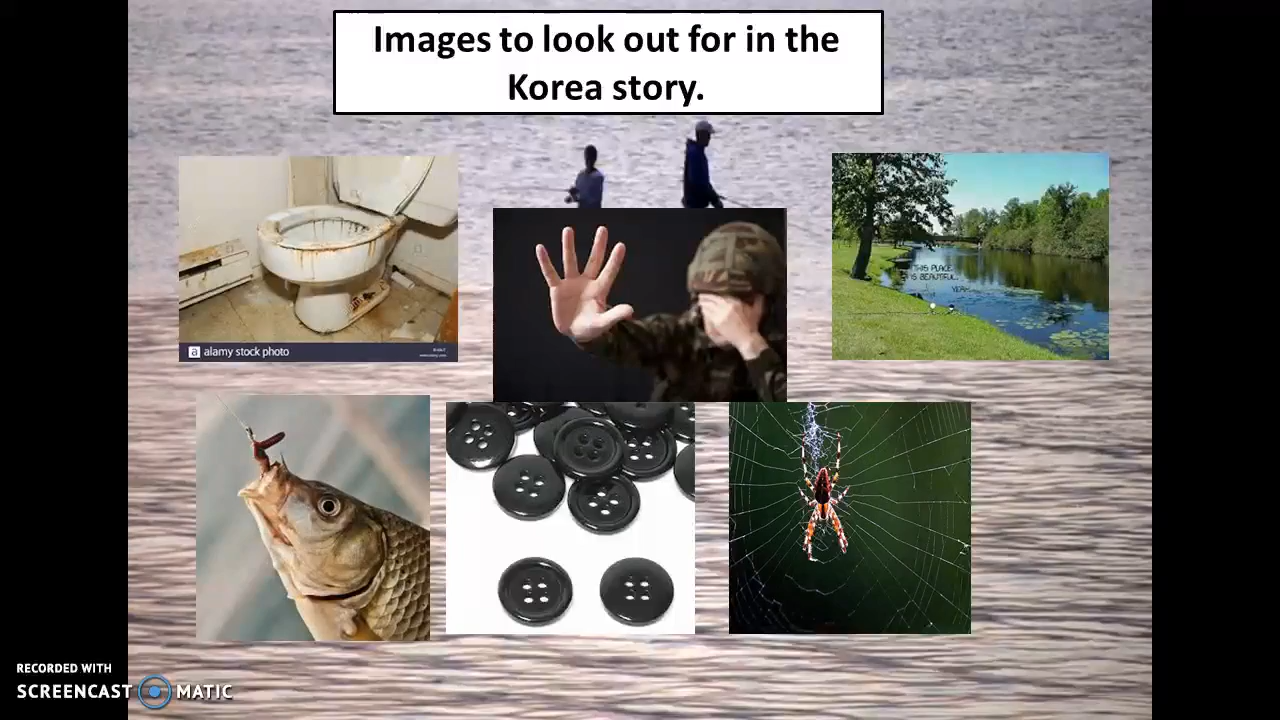 Images to look out for in the
Korea story.
THIS PLACE
IS BEAUTIFUL.
YEAH
a alamy stock photo
RECORDED WITH
SCREENCAST MATIC